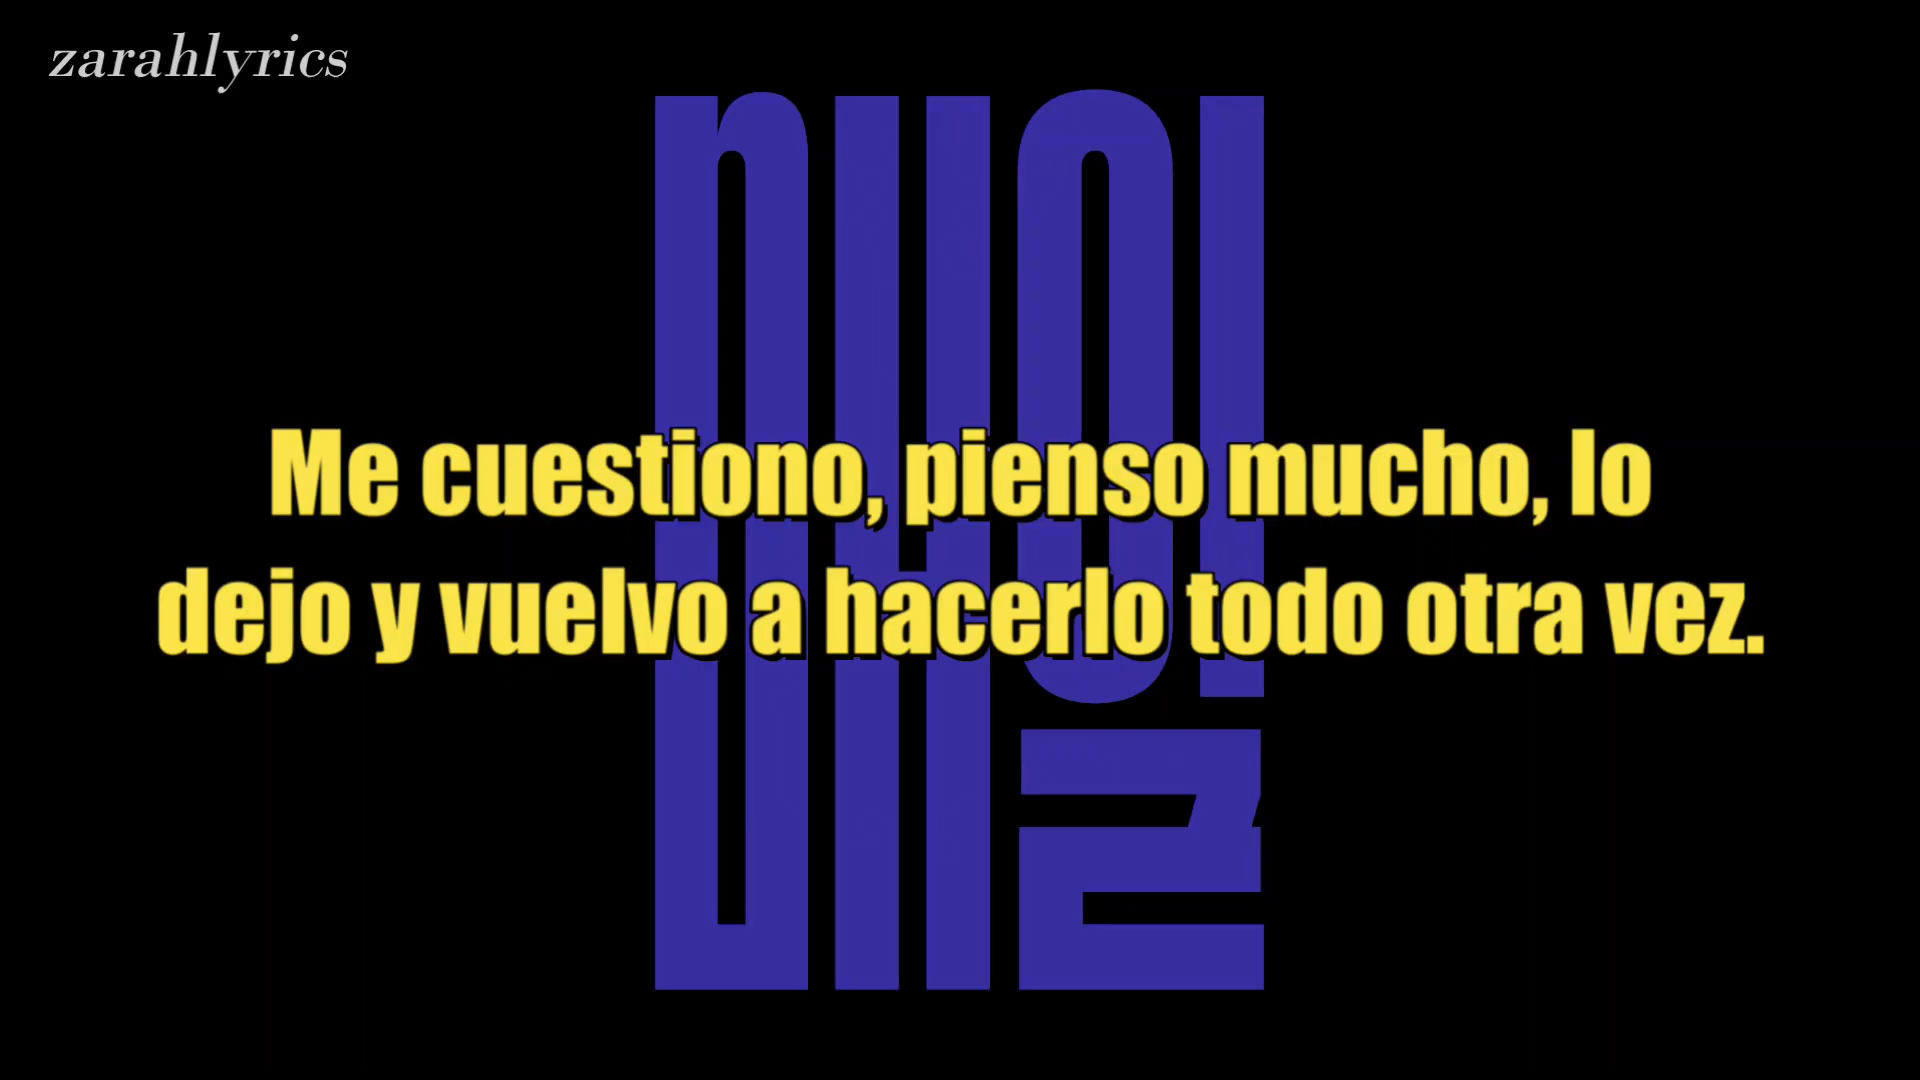 zarahlyrics
Me cuestiono, pienso mucho, lo
dejo y vuelvo a hacerlo todo otra vez.